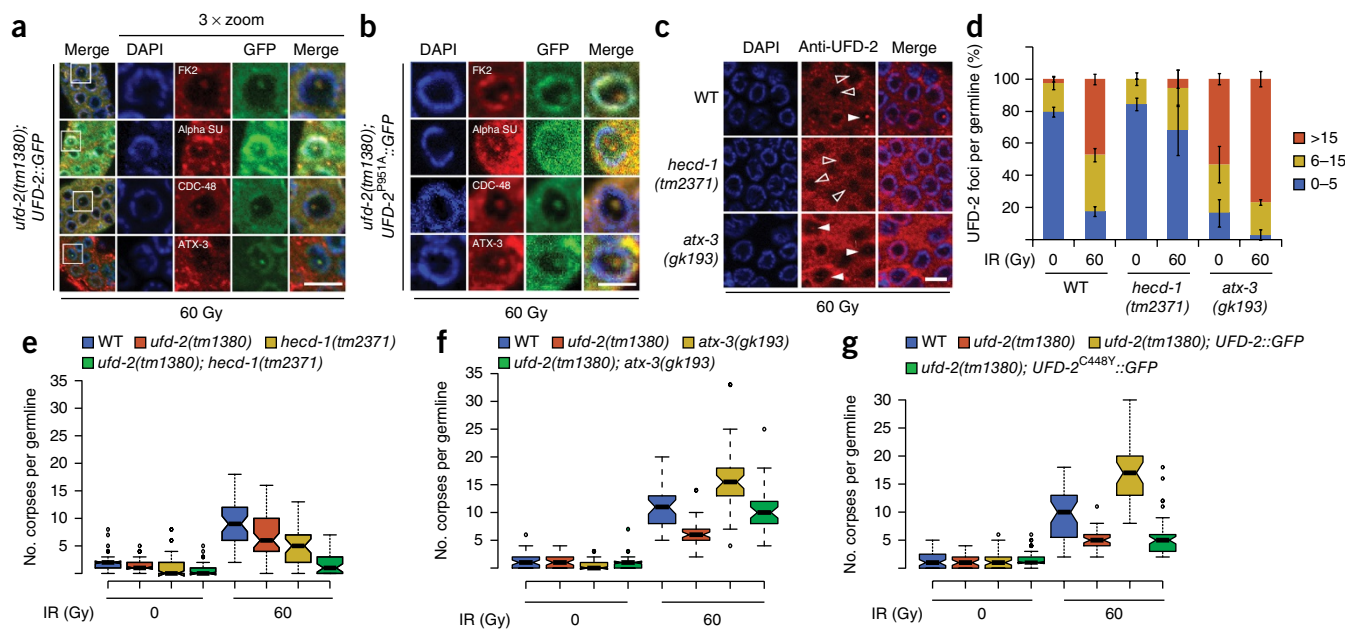 a
3 × zoom
Merge DAPI GFP Merge
ufd-2(tm1380);
UFD-2::GFP
FK2
Alpha SU
CDC-48
ATX-3
60 Gy
b
DAPI GFP Merge
ufd-2(tm1380);
UFD-2P951A::GFP
FK2
Alpha SU
CDC-48
ATX-3
60 Gy
c
DAPI Anti-UFD-2 Merge
WT
hecd-1
(tm2371)
atx-3
(gk193)
60 Gy
d
UFD-2 foci per germline (%)
100
80
60
40
20
0
>15
6–15
0–5
IR (Gy) 0 60 0 60 0 60
WT hecd-1 (tm2371) atx-3 (gk193)
e
WT ufd-2(tm1380) hecd-1(tm2371)
ufd-2(tm1380); hecd-1(tm2371)
No. corpses per germline
35
30
25
20
15
10
5
IR (Gy) 0 60
f
WT ufd-2(tm1380) atx-3(gk193)
ufd-2(tm1380); atx-3(gk193)
No. corpses per germline
35
30
25
20
15
10
5
IR (Gy) 0 60
g
WT ufd-2(tm1380) ufd-2(tm1380); UFD-2::GFP
ufd-2(tm1380); UFD-2C448Y::GFP
No. corpses per germline
30
25
20
15
10
5
IR (Gy) 0 60